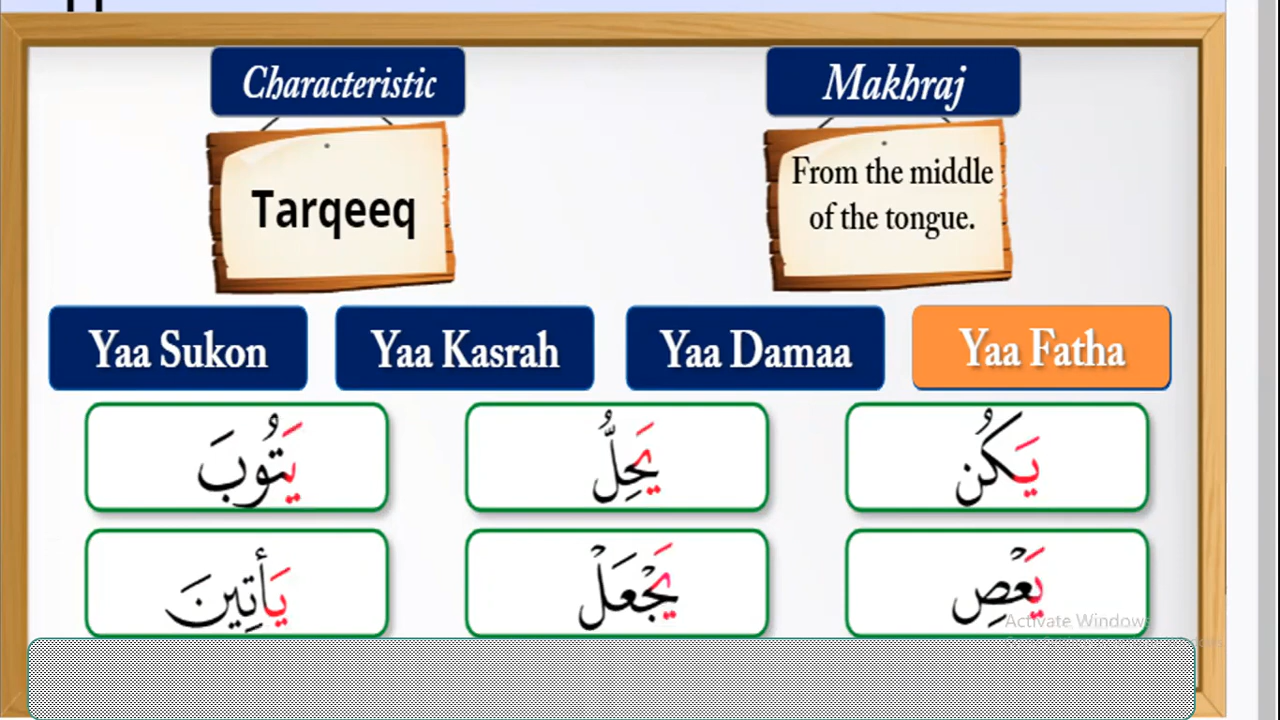 Characteristic
Makhraj
Tarqeeq
From the middle
of the tongue.
Yaa Sukon
Yaa Kasrah
Yaa Damaa
Yaa Fatha
يَكُن
يَحِلُّ
يَتُوبَ
يَعْصِ
يَجْعَلْ
يَأتِينَ
Activate Windows